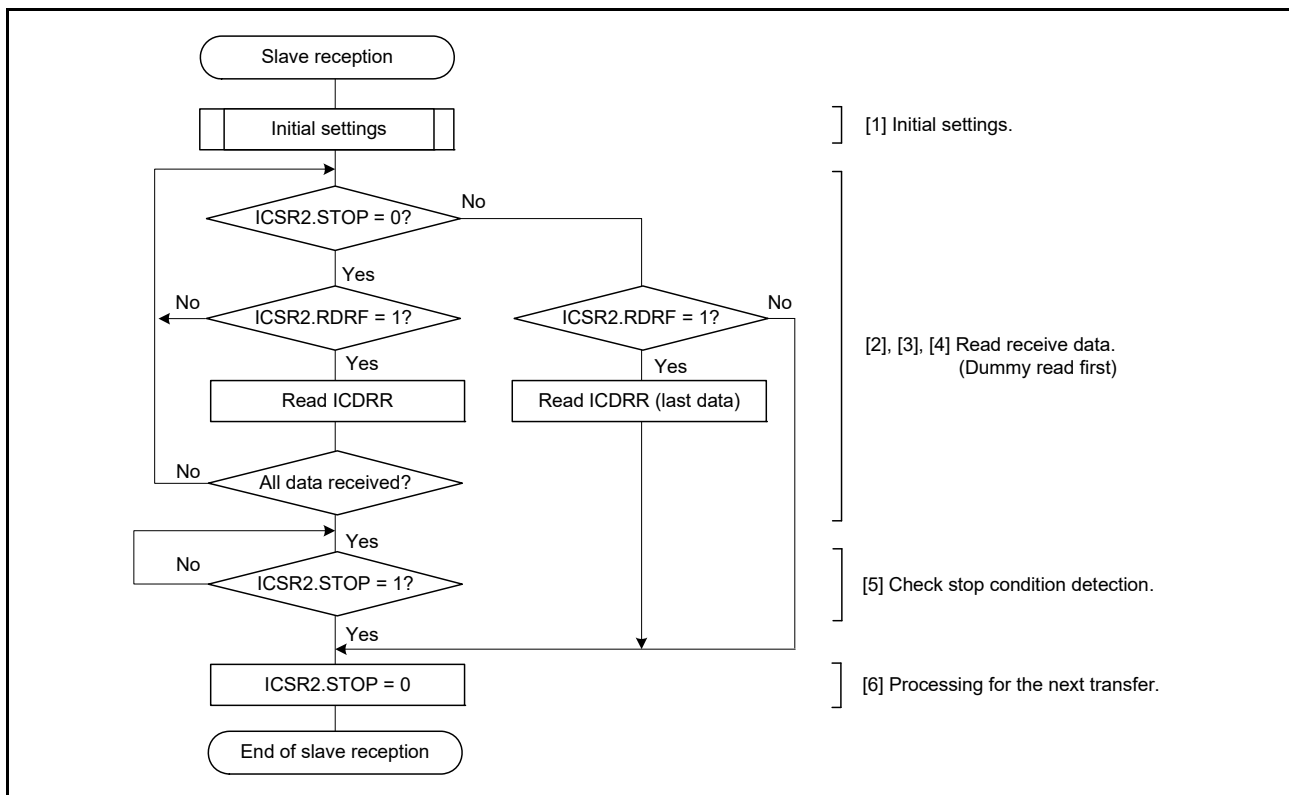 Slave reception
Initial settings
[1] Initial settings.
ICSR2.STOP = 0?
No
Yes
No
ICSR2.RDRF = 1?
ICSR2.RDRF = 1?
No
Yes
Yes
[2], [3], [4] Read receive data.
(Dummy read first)
Read ICDRR
Read ICDRR (last data)
No
All data received?
Yes
No
ICSR2.STOP = 1?
[5] Check stop condition detection.
Yes
ICSR2.STOP = 0
[6] Processing for the next transfer.
End of slave reception